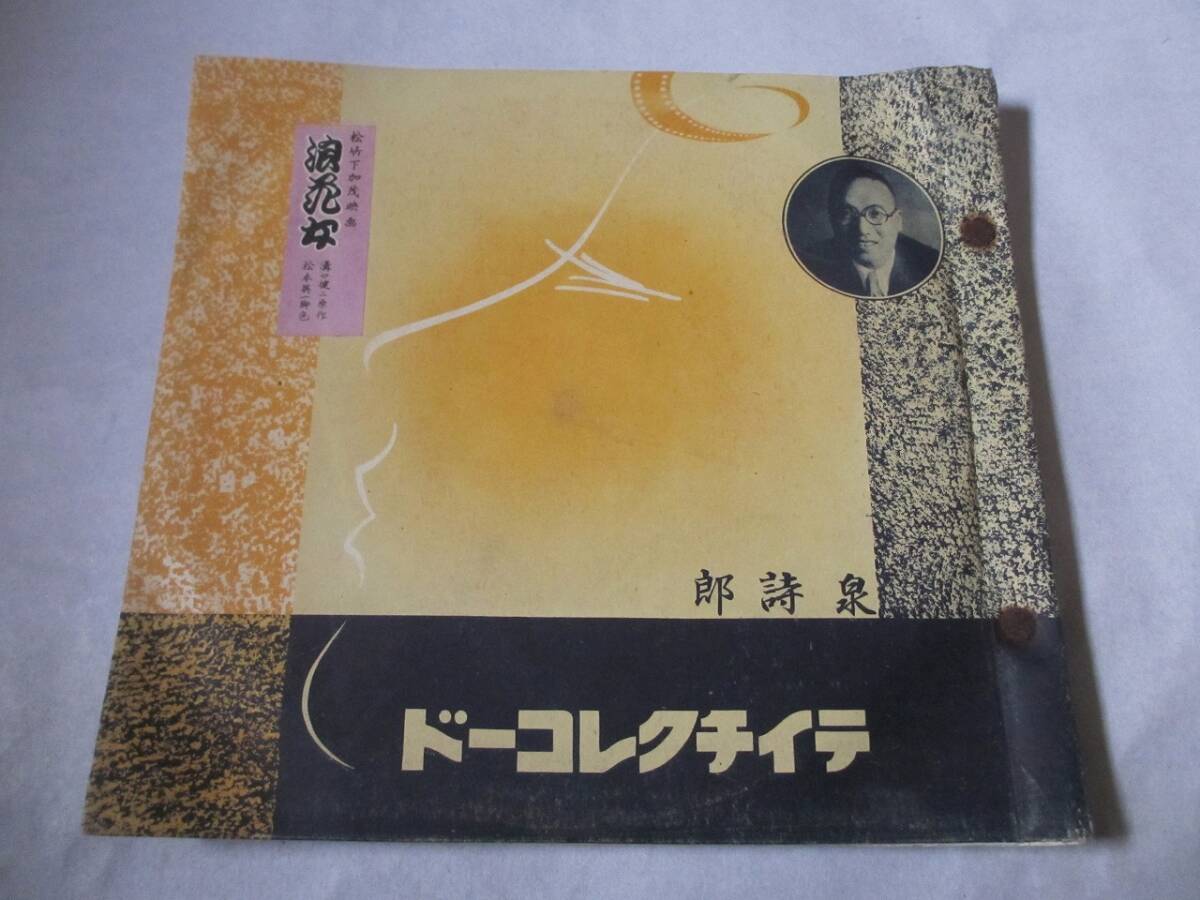 松竹下加茂映畫
浪花女
溝口健二原作
松本英一脚色
泉詩郎
テイチクレコード